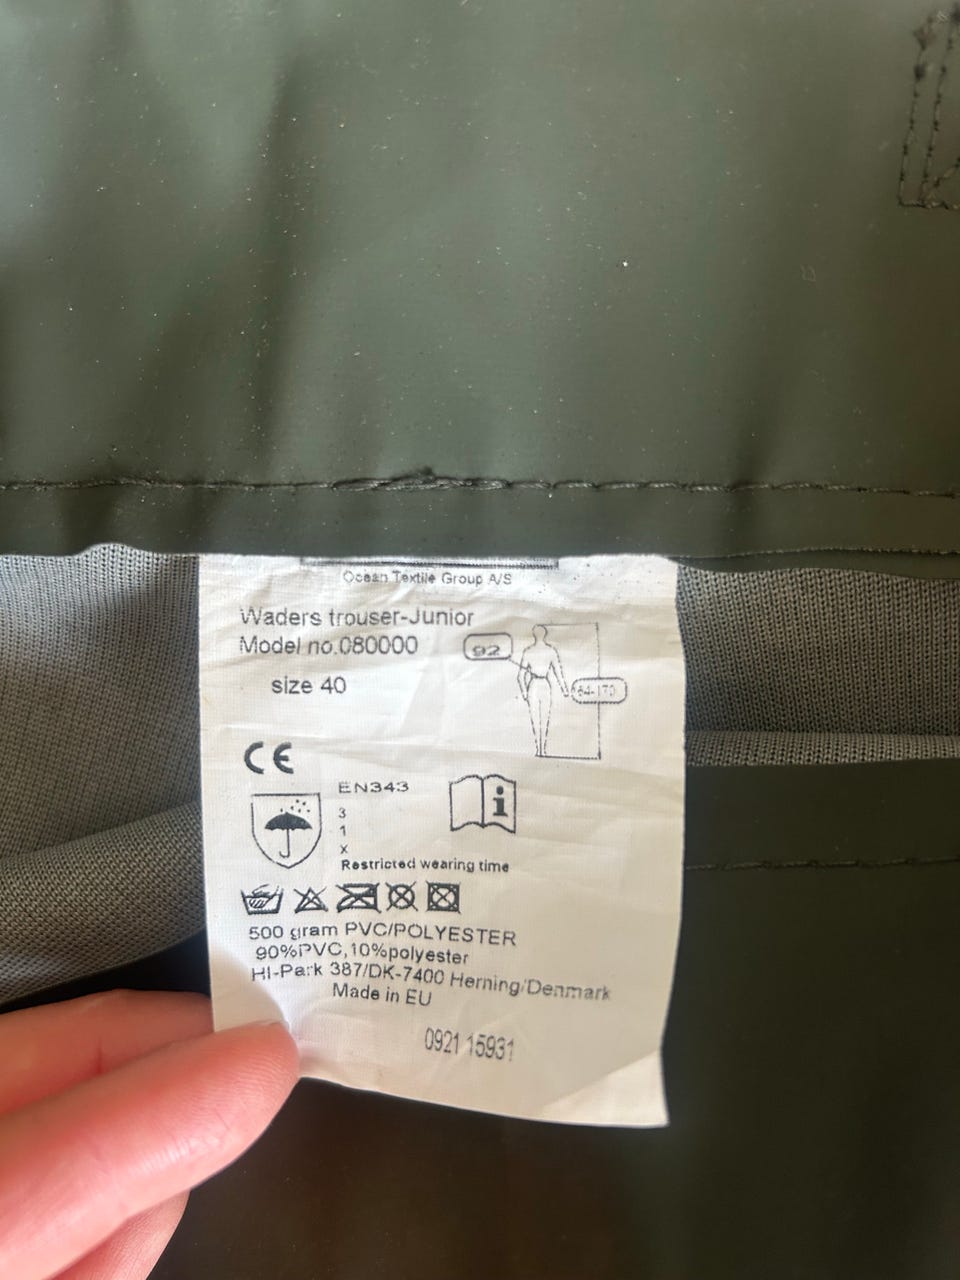 Ocean Textile Group A/S
Waders trouser-Junior
Model no.080000
92
size 40
CE
EN343
3
1
x
Restricted wearing time
500 gram PVC/POLYESTER
90%PVC,10%polyester
HI-Park 387/DK-7400 Herning/Denmark
Made in EU
0921 15931